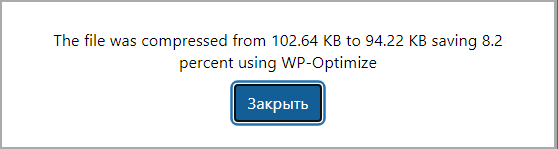 The file was compressed from 102.64 KB to 94.22 KB saving 8.2
percent using WP-Optimize
Закрыть